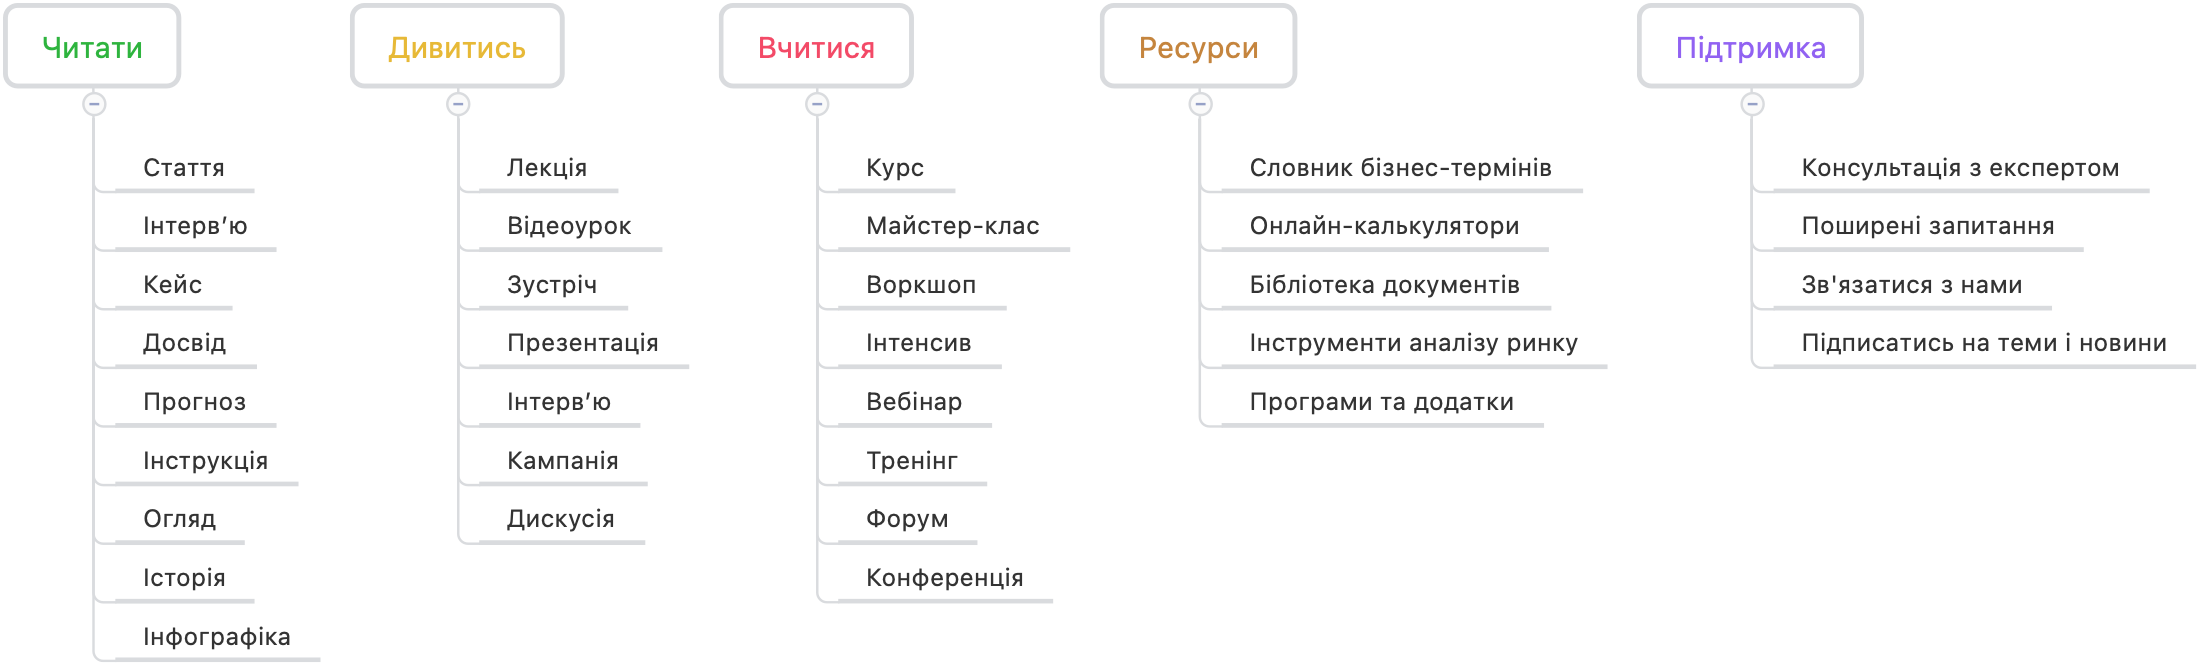 Читати
Стаття
Інтерв’ю
Кейс
Досвід
Прогноз
Інструкція
Огляд
Історія
Інфографіка
Дивитись
Лекція
Відеоурок
Зустріч
Презентація
Інтерв’ю
Кампанія
Дискусія
Вчитися
Курс
Майстер-клас
Воркшоп
Інтенсив
Вебінар
Тренінг
Форум
Конференція
Ресурси
Словник бізнес-термінів
Онлайн-калькулятори
Бібліотека документів
Інструменти аналізу ринку
Програми та додатки
Підтримка
Консультація з експертом
Поширені запитання
Зв'язатися з нами
Підписатись на теми і новини